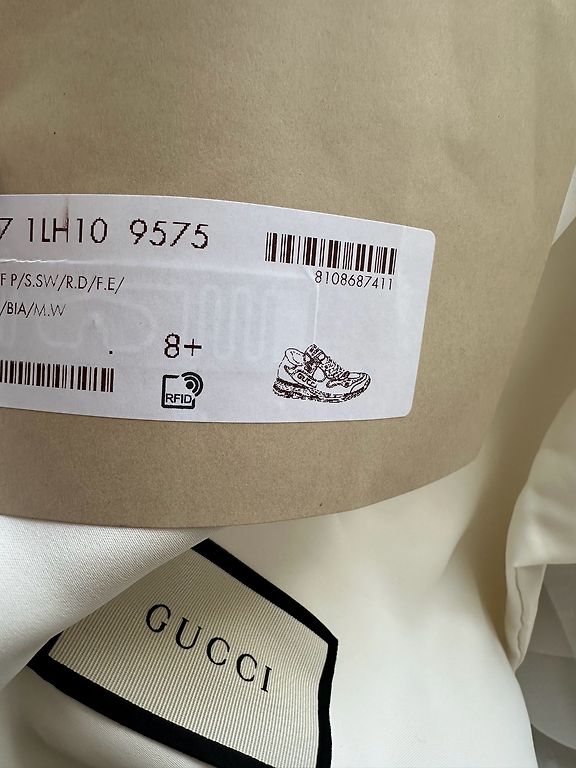 7 1LH10 9575
8108687411
F P/S.SW/R.D/F.E/
/BIA/M.W
8+
RFID
GUCCI